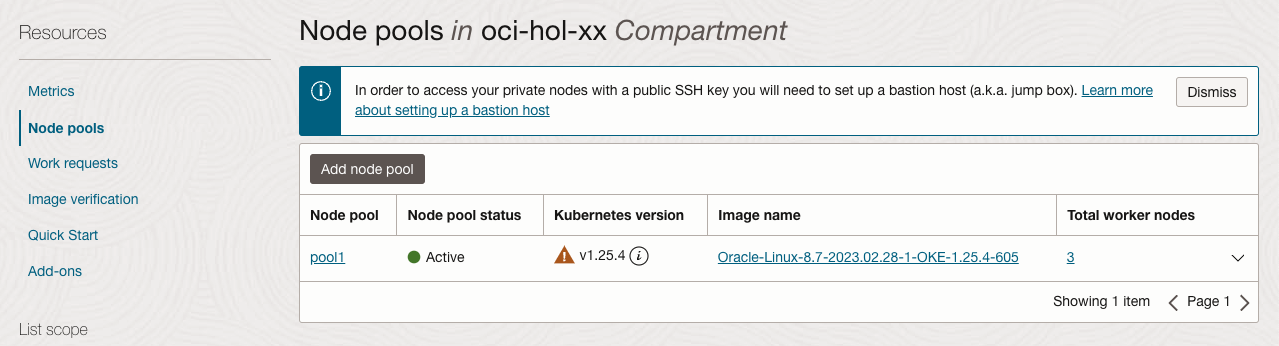 Resources
Metrics
Node pools
Work requests
Image verification
Quick Start
Add-ons
List scope
Node pools in oci-hol-xx Compartment
In order to access your private nodes with a public SSH key you will need to set up a bastion host (a.k.a. jump box). Learn more
about setting up a bastion host
Dismiss
Add node pool
Node pool Node pool status Kubernetes version Image name Total worker nodes
pool1 Active v1.25.4 Oracle-Linux-8.7-2023.02.28-1-OKE-1.25.4-605 3
Showing 1 item Page 1